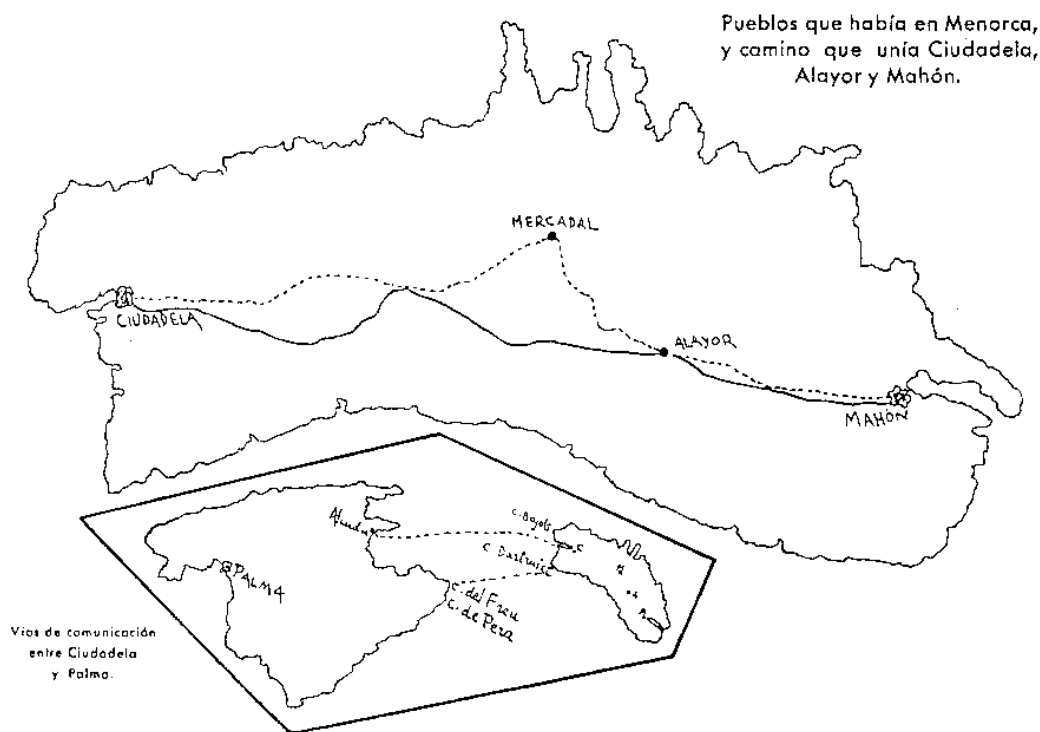 Pueblos que había en Menorca,
y camino que unía Ciudadela,
Alayor y Mahón.
MERCADAL
CIUDADELA
ALAYOR
MAHÓN
C. Bajolí
C
C. Dartruix
M
A
M
PALMA
C. del Freu
C. de Pera
Vías de comunicación
entre Ciudadela
y Palma.